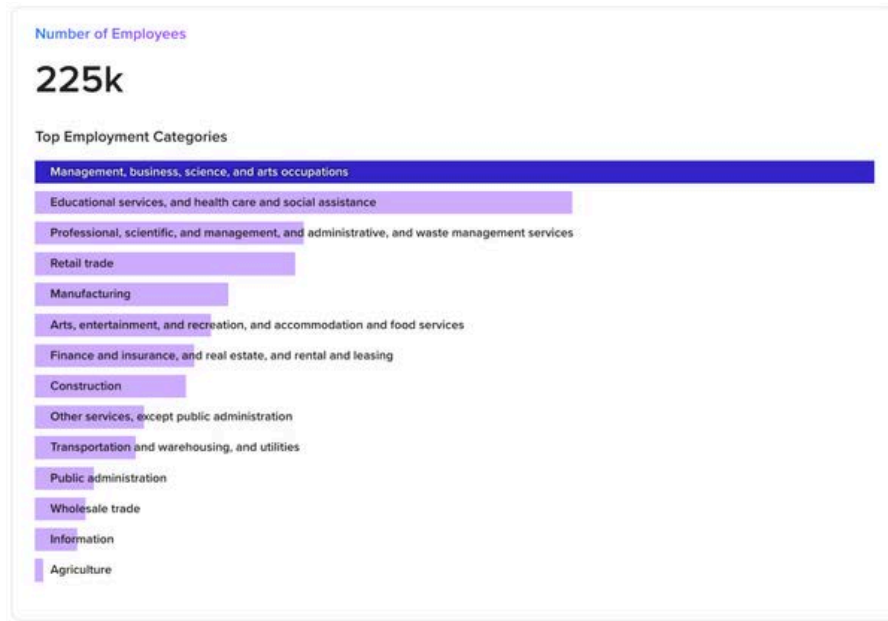 Number of Employees
225k
Top Employment Categories
Management, business, science, and arts occupations
Educational services, and health care and social assistance
Professional, scientific, and management, and administrative, and waste management services
Retail trade
Manufacturing
Arts, entertainment, and recreation, and accommodation and food services
Finance and insurance, and real estate, and rental and leasing
Construction
Other services, except public administration
Transportation and warehousing, and utilities
Public administration
Wholesale trade
Information
Agriculture